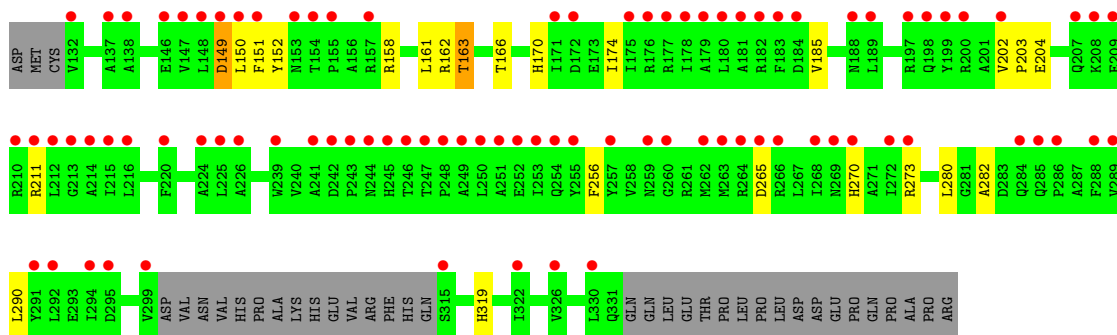 ASP MET CYS V132 A137 A138 E146 V147 L148 D149 L150 F151 Y152 N153 T154 P155 A156 R157 R158 L161 R162 T163 T166 H170 I171 D172 E173 I174 I175 R176 R177 I178 A179 L180 A181 R182 F183 D184 V185 N188 L189 R197 Q198 Y199 R200 A201 V202 P203 E204 Q207 K208
R210 R211 L212 G213 A214 I215 L216 F220 A224 L225 A226 W239 V240 A241 D242 P243 N244 H245 T246 T247 P248 A249 L250 A251 E252 I253 Q254 Y255 F256 Y257 V258 N259 G260 R261 M262 M263 R264 D265 R266 L267 I268 N269 H270 A271 I272 R273 L280 G281 A282 D283 Q284 Q285 P286 A287 F288 V289
L290 Y291 L292 E293 I294 D295 V299 ASP VAL ASN VAL HIS PRO ALA LYS HIS GLU VAL ARG PHE HIS GLN S315 H319 I322 V326 L330 Q331 GLN GLN LEU GLU THR PRO LEU PRO LEU ASP ASP GLU PRO GLN ALA PRO ARG